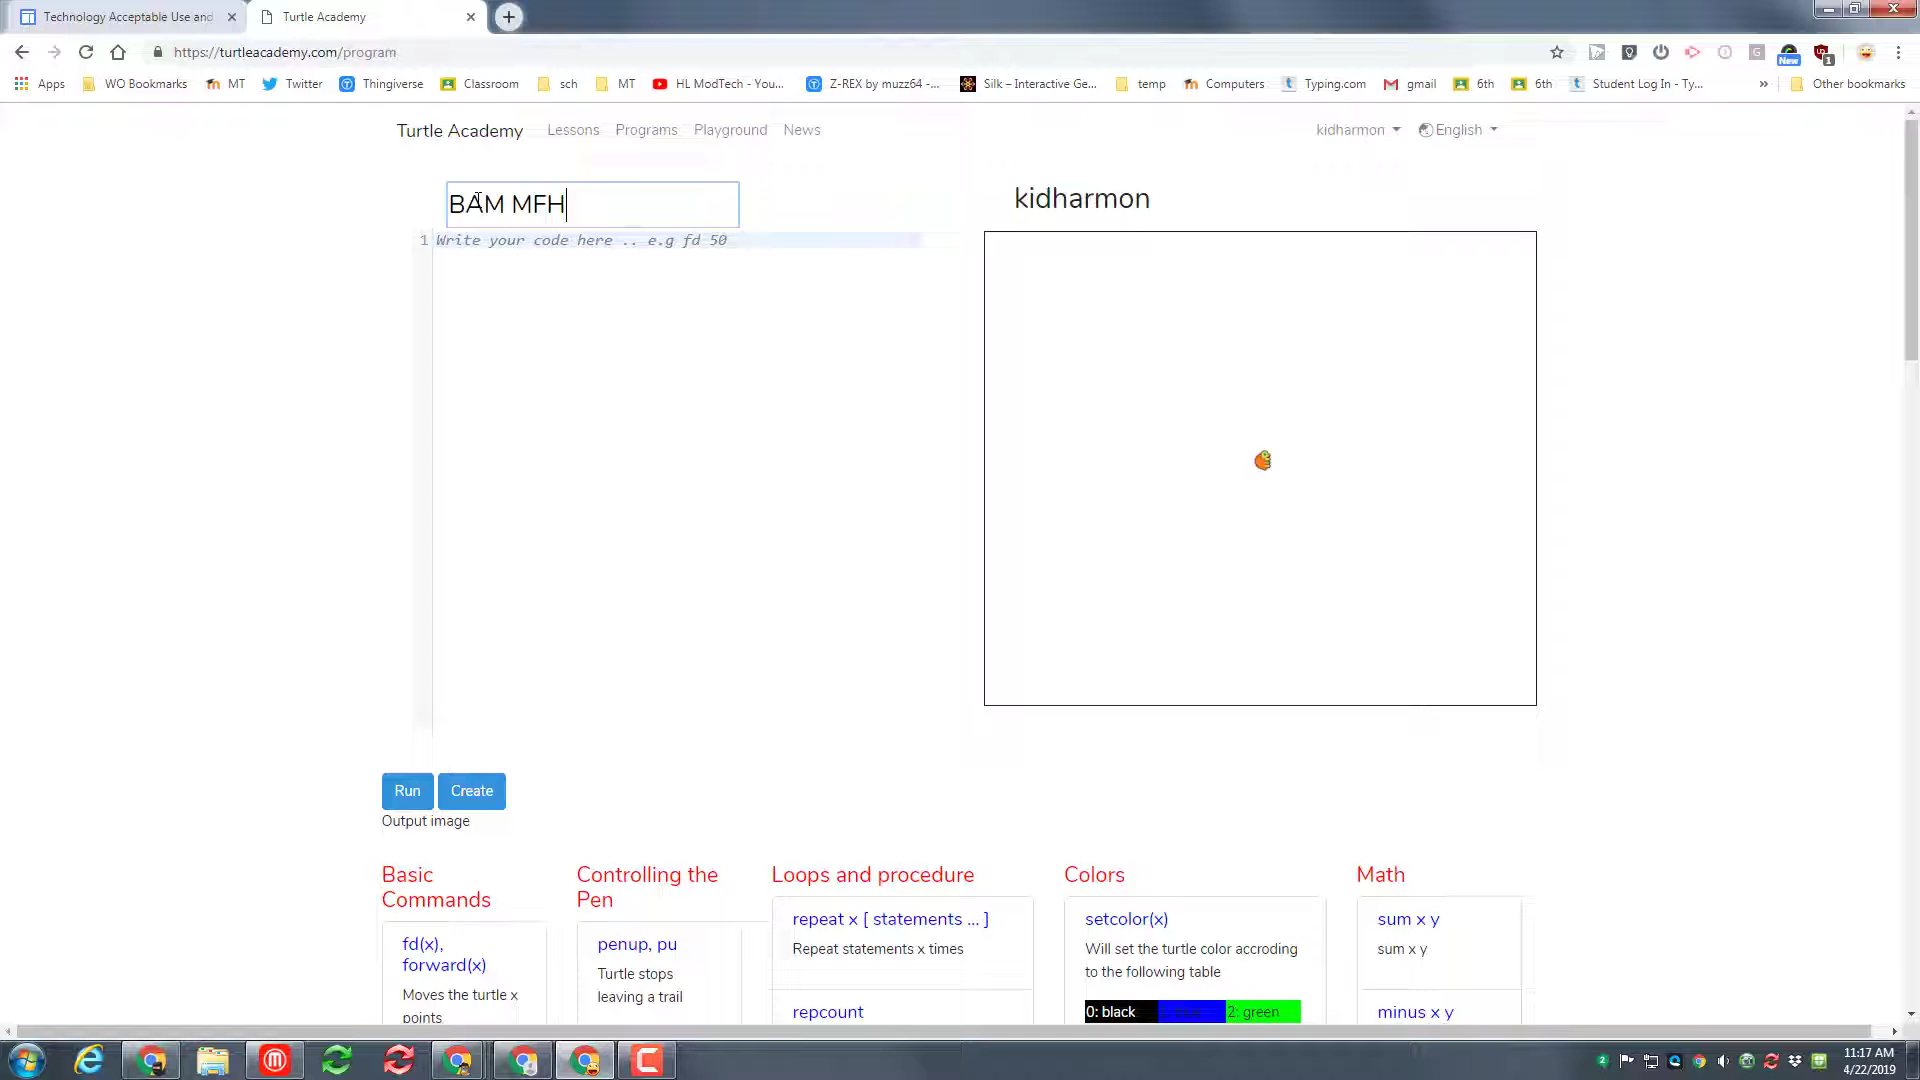 Technology Acceptable Use and
Turtle Academy
https://turtleacademy.com/program
New
1
Apps
WO Bookmarks
MT
Twitter
Thingiverse
Classroom
sch
MT
HL ModTech - You...
Z-REX by muzz64 -...
Silk – Interactive Ge...
temp
Computers
Typing.com
gmail
6th
6th
Student Log In - Ty...
»
Other bookmarks
Turtle Academy
Lessons
Programs
Playground
News
kidharmon
English
BAM MFH
kidharmon
1 Write your code here .. e.g fd 50
Run
Create
Output image
Basic
Commands
fd(x),
forward(x)
Moves the turtle x
points
Controlling the
Pen
penup, pu
Turtle stops
leaving a trail
Loops and procedure
repeat x [ statements ... ]
Repeat statements x times
repcount
Colors
setcolor(x)
Will set the turtle color accroding
to the following table
0: black
2: green
Math
sum x y
sum x y
minus x y
11:17 AM
4/22/2019